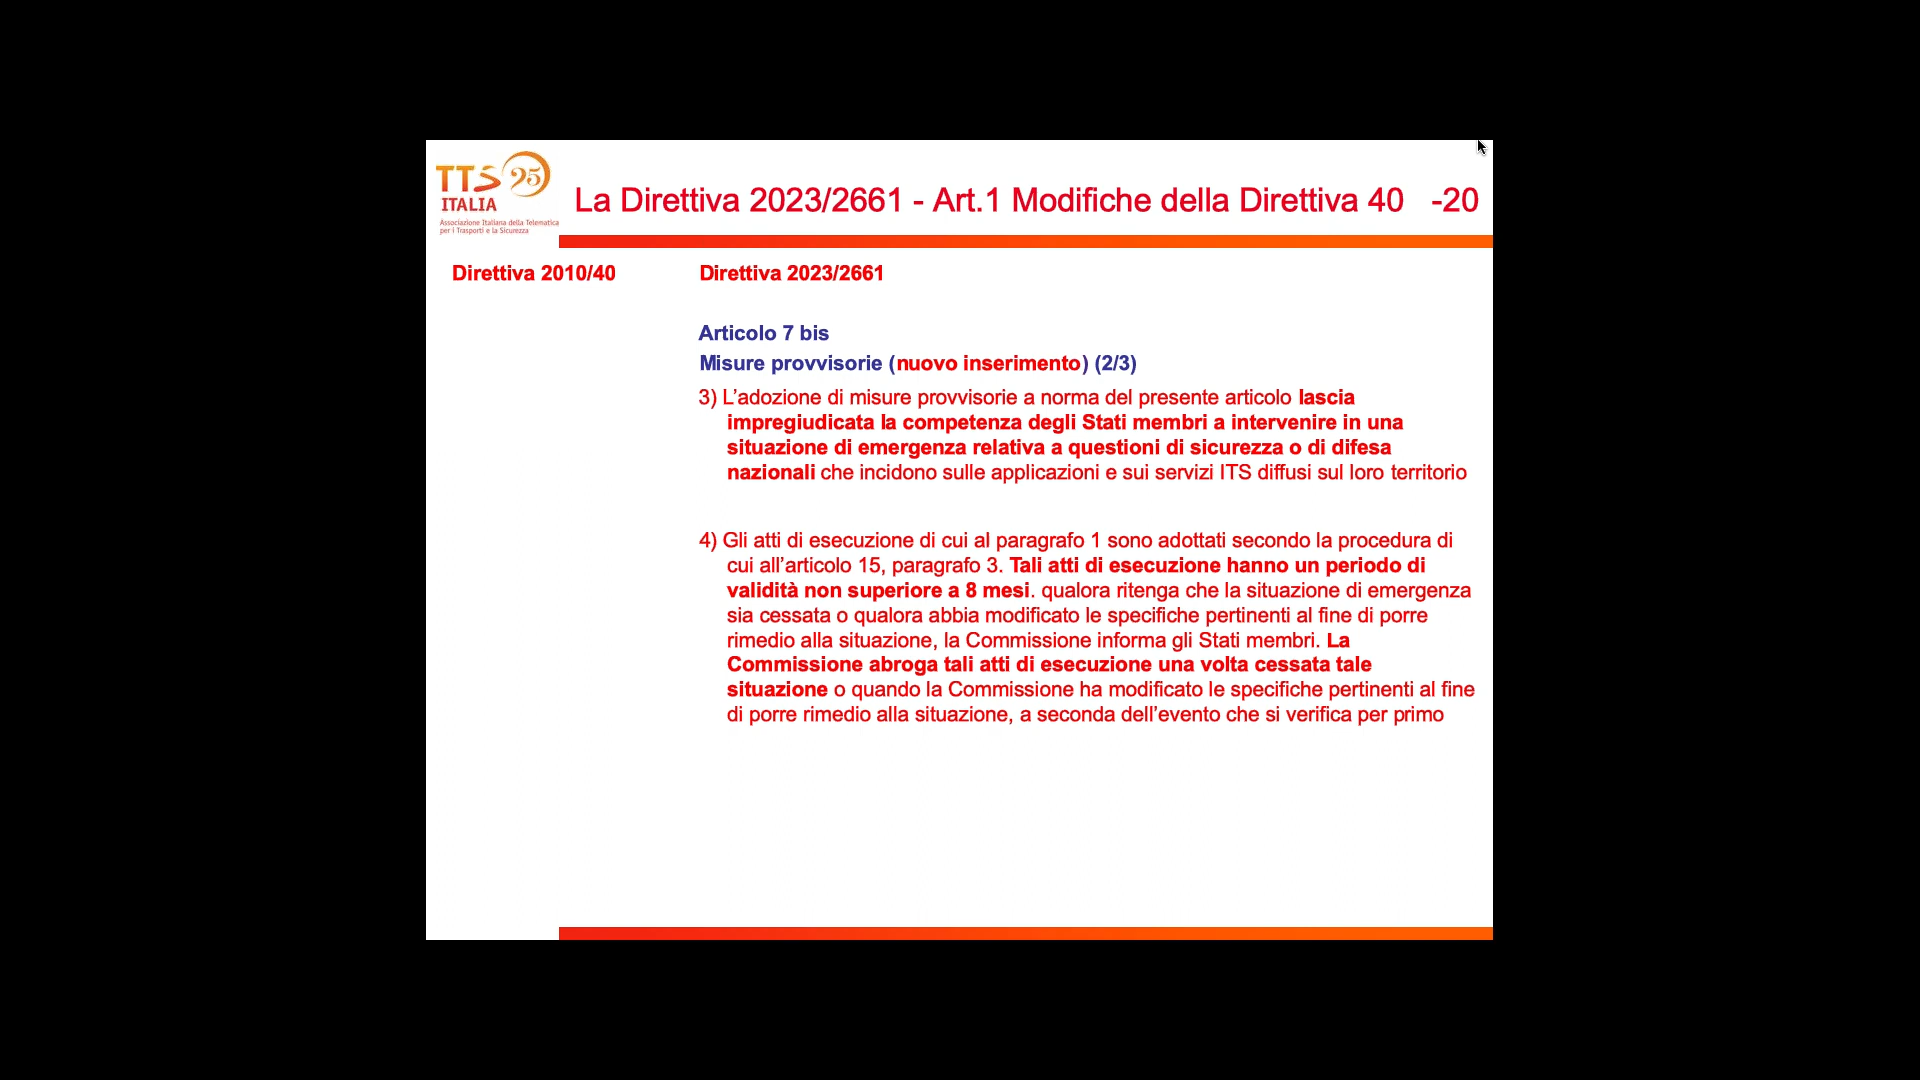 TTS 25
ITALIA
Associazione Italiana della Telematica
per i Trasporti e la Sicurezza
La Direttiva 2023/2661 - Art.1 Modifiche della Direttiva 40 -20
Direttiva 2010/40
Direttiva 2023/2661
Articolo 7 bis
Misure provvisorie (nuovo inserimento) (2/3)
3) L'adozione di misure provvisorie a norma del presente articolo lascia
impregiudicata la competenza degli Stati membri a intervenire in una
situazione di emergenza relativa a questioni di sicurezza o di difesa
nazionali che incidono sulle applicazioni e sui servizi ITS diffusi sul loro territorio
4) Gli atti di esecuzione di cui al paragrafo 1 sono adottati secondo la procedura di
cui all'articolo 15, paragrafo 3. Tali atti di esecuzione hanno un periodo di
validità non superiore a 8 mesi. qualora ritenga che la situazione di emergenza
sia cessata o qualora abbia modificato le specifiche pertinenti al fine di porre
rimedio alla situazione, la Commissione informa gli Stati membri. La
Commissione abroga tali atti di esecuzione una volta cessata tale
situazione o quando la Commissione ha modificato le specifiche pertinenti al fine
di porre rimedio alla situazione, a seconda dell'evento che si verifica per primo